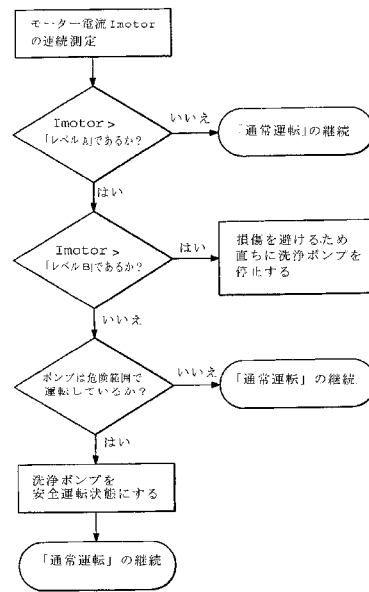 モーター電流Imotor
の連続測定
Imotor>
「レベルA」であるか?
いいえ
「通常運転」の継続
はい
Imotor>
「レベルB」であるか?
はい
損傷を避けるため
直ちに洗浄ポンプを
停止する
いいえ
ポンプは危険範囲で
運転しているか?
いいえ
「通常運転」の継続
はい
洗浄ポンプを
安全運転状態にする
「通常運転」の継続